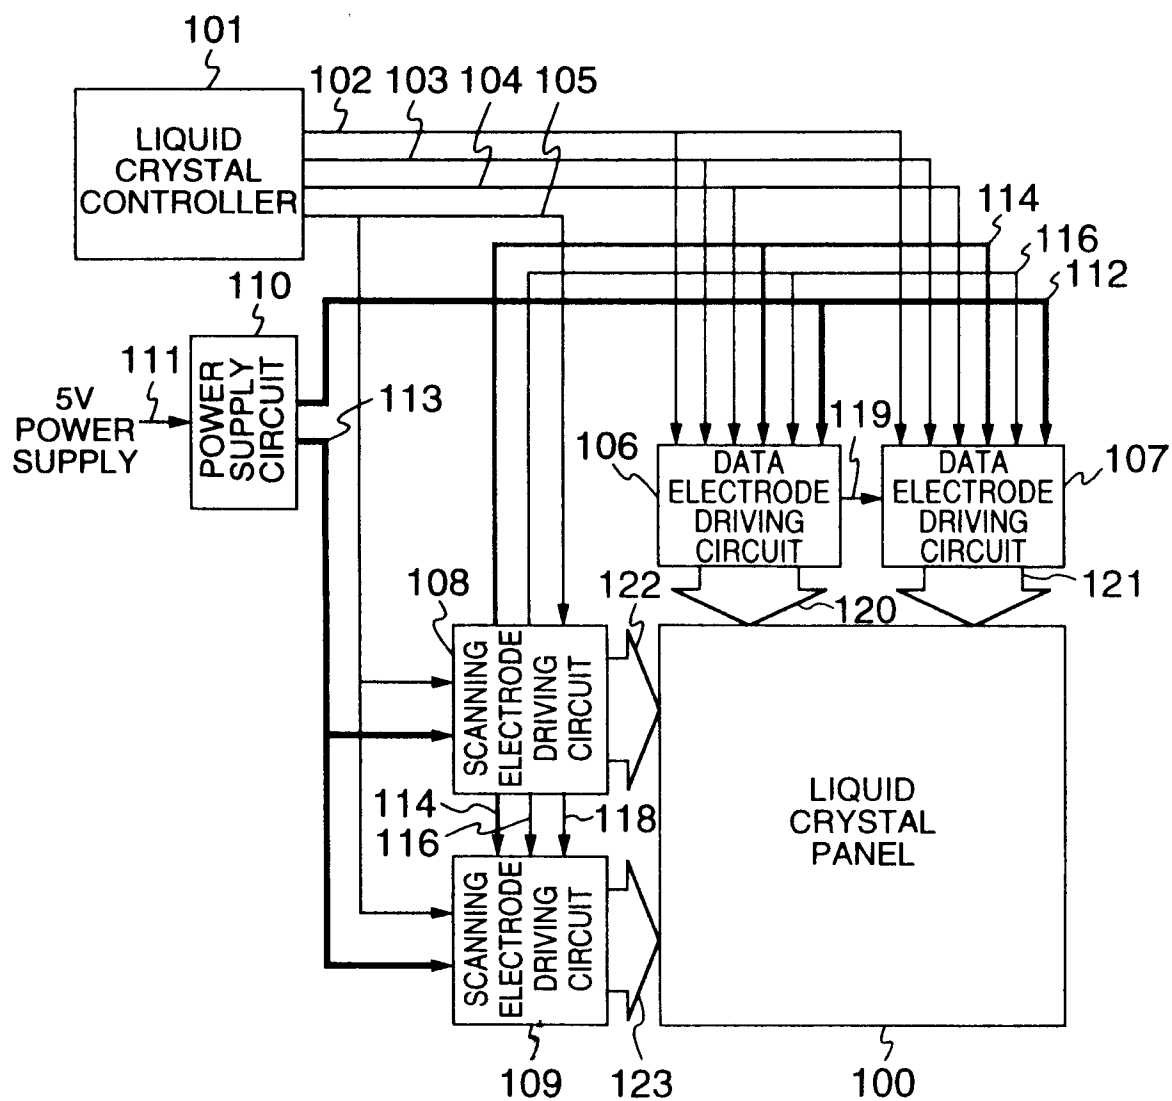 101
102
103
104
105
LIQUID
CRYSTAL
CONTROLLER
114
116
112
110
111
5V
POWER
SUPPLY
POWER
SUPPLY
CIRCUIT
113
106
DATA
ELECTRODE
DRIVING
CIRCUIT
119
DATA
ELECTRODE
DRIVING
CIRCUIT
107
108
122
120
121
SCANNING
ELECTRODE
DRIVING
CIRCUIT
114
116
118
LIQUID
CRYSTAL
PANEL
SCANNING
ELECTRODE
DRIVING
CIRCUIT
109
123
100